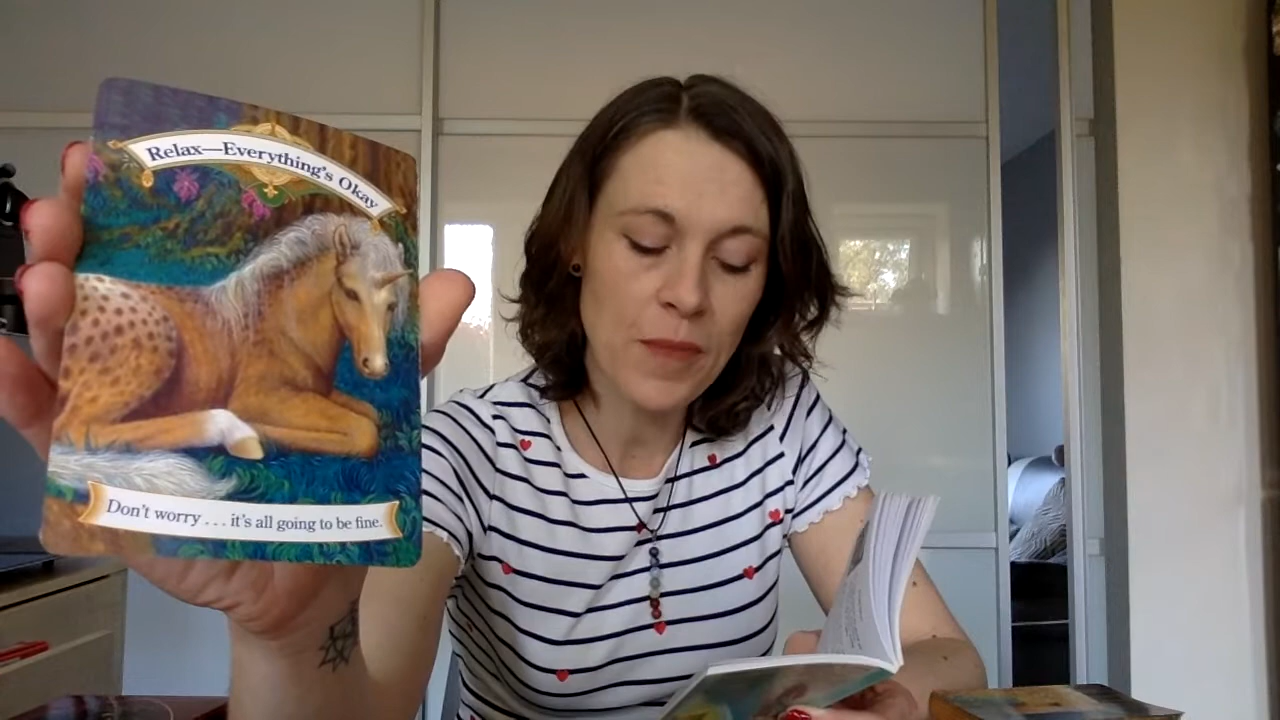 Relax—Everything's Okay
Don't worry . . . it's all going to be fine.